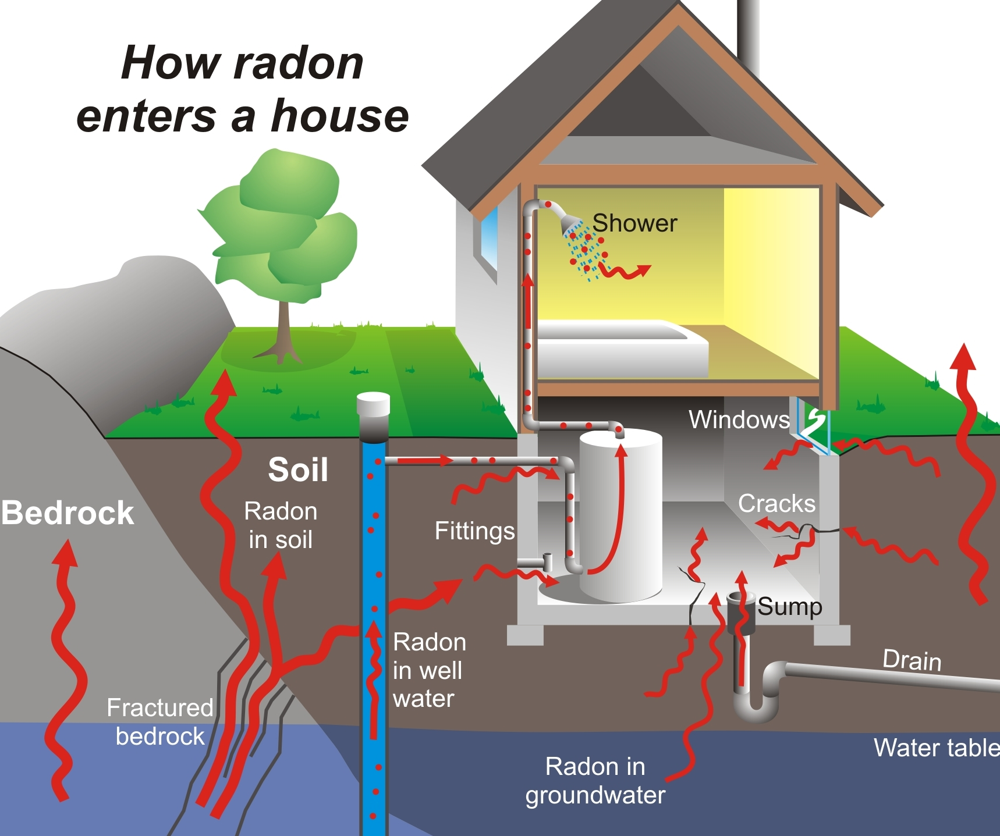 How radon
enters a house
Shower
Windows
Soil
Bedrock
Radon
in soil
Cracks
Fittings
Sump
Radon
in well
water
Drain
Fractured
bedrock
Water table
Radon in
groundwater